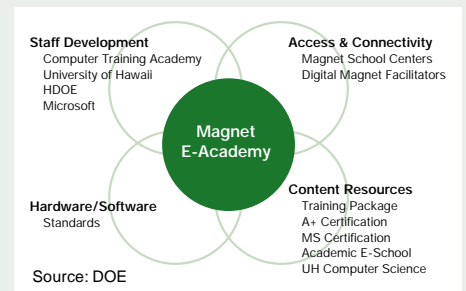 Staff Development
Computer Training Academy
University of Hawaii
HDOE
Microsoft
Access & Connectivity
Magnet School Centers
Digital Magnet Facilitators
Magnet
E-Academy
Hardware/Software
Standards
Content Resources
Training Package
A+ Certification
MS Certification
Academic E-School
UH Computer Science
Source: DOE